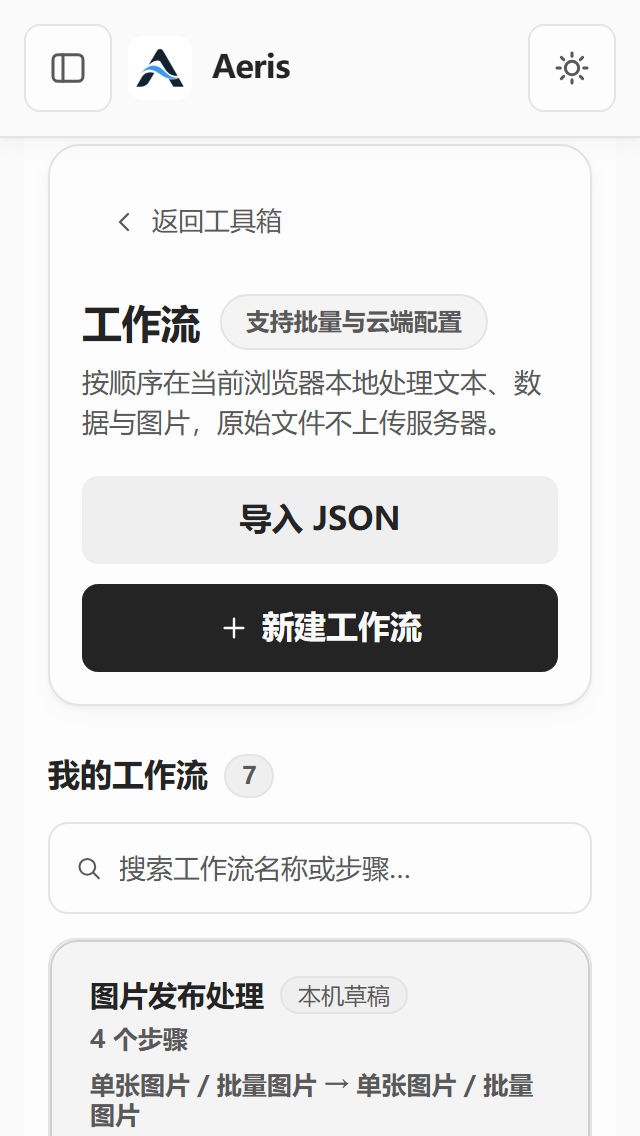 Aeris
返回工具箱
工作流
支持批量与云端配置
按顺序在当前浏览器本地处理文本、数
据与图片，原始文件不上传服务器。
导入 JSON
+ 新建工作流
我的工作流 7
搜索工作流名称或步骤...
图片发布处理 本机草稿
4 个步骤
单张图片 / 批量图片 → 单张图片 / 批量
图片